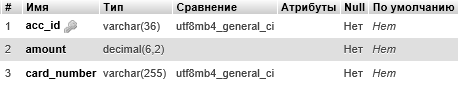 # Имя Тип Сравнение Атрибуты Null По умолчанию
1 acc_id varchar(36) utf8mb4_general_ci Нет Нет
2 amount decimal(6,2) Нет Нет
3 card_number varchar(255) utf8mb4_general_ci Нет Нет